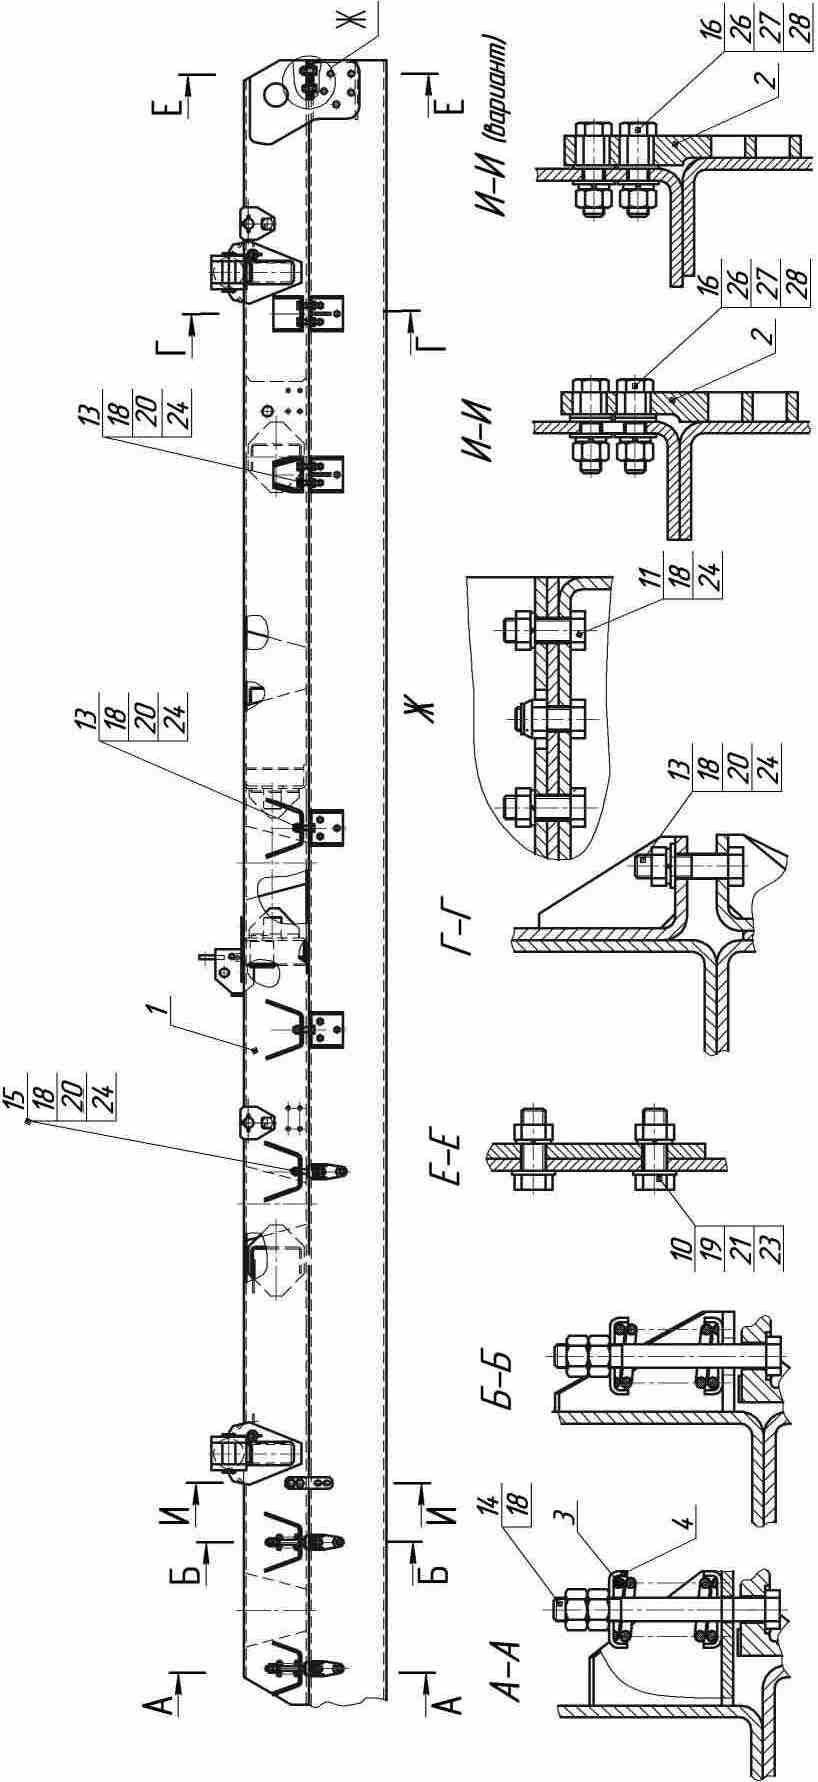 А
Б
И
Г
Е
15
18
20
24
1
13
18
20
24
13
18
20
24
Ж
А
Б
И
Г
Е
А–А
14
18
3
4
Б–Б
Е–Е
10
19
21
23
Г–Г
13
18
20
24
Ж
11
18
24
И–И
16
26
27
28
2
И–И (вариант)
16
26
27
28
2